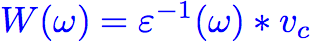 W(ω) = ε⁻¹(ω) * v_c